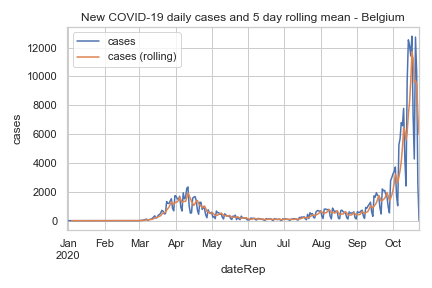 New COVID-19 daily cases and 5 day rolling mean - Belgium
cases
cases (rolling)
12000
10000
8000
6000
4000
2000
0
cases
Jan Feb Mar Apr May Jun Jul Aug Sep Oct
2020
dateRep